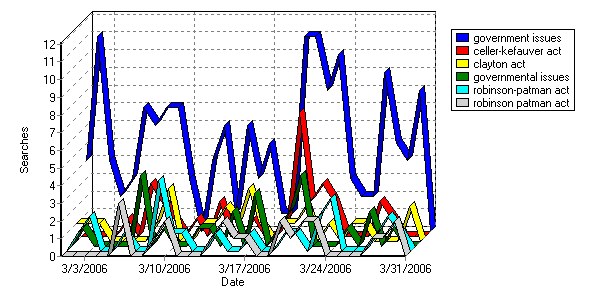 12
11
10
9
8
7
6
5
4
3
2
1
0
Searches
3/3/2006 3/10/2006 3/17/2006 3/24/2006 3/31/2006
Date
government issues
celler-kefauver act
clayton act
governmental issues
robinson-patman act
robinson patman act